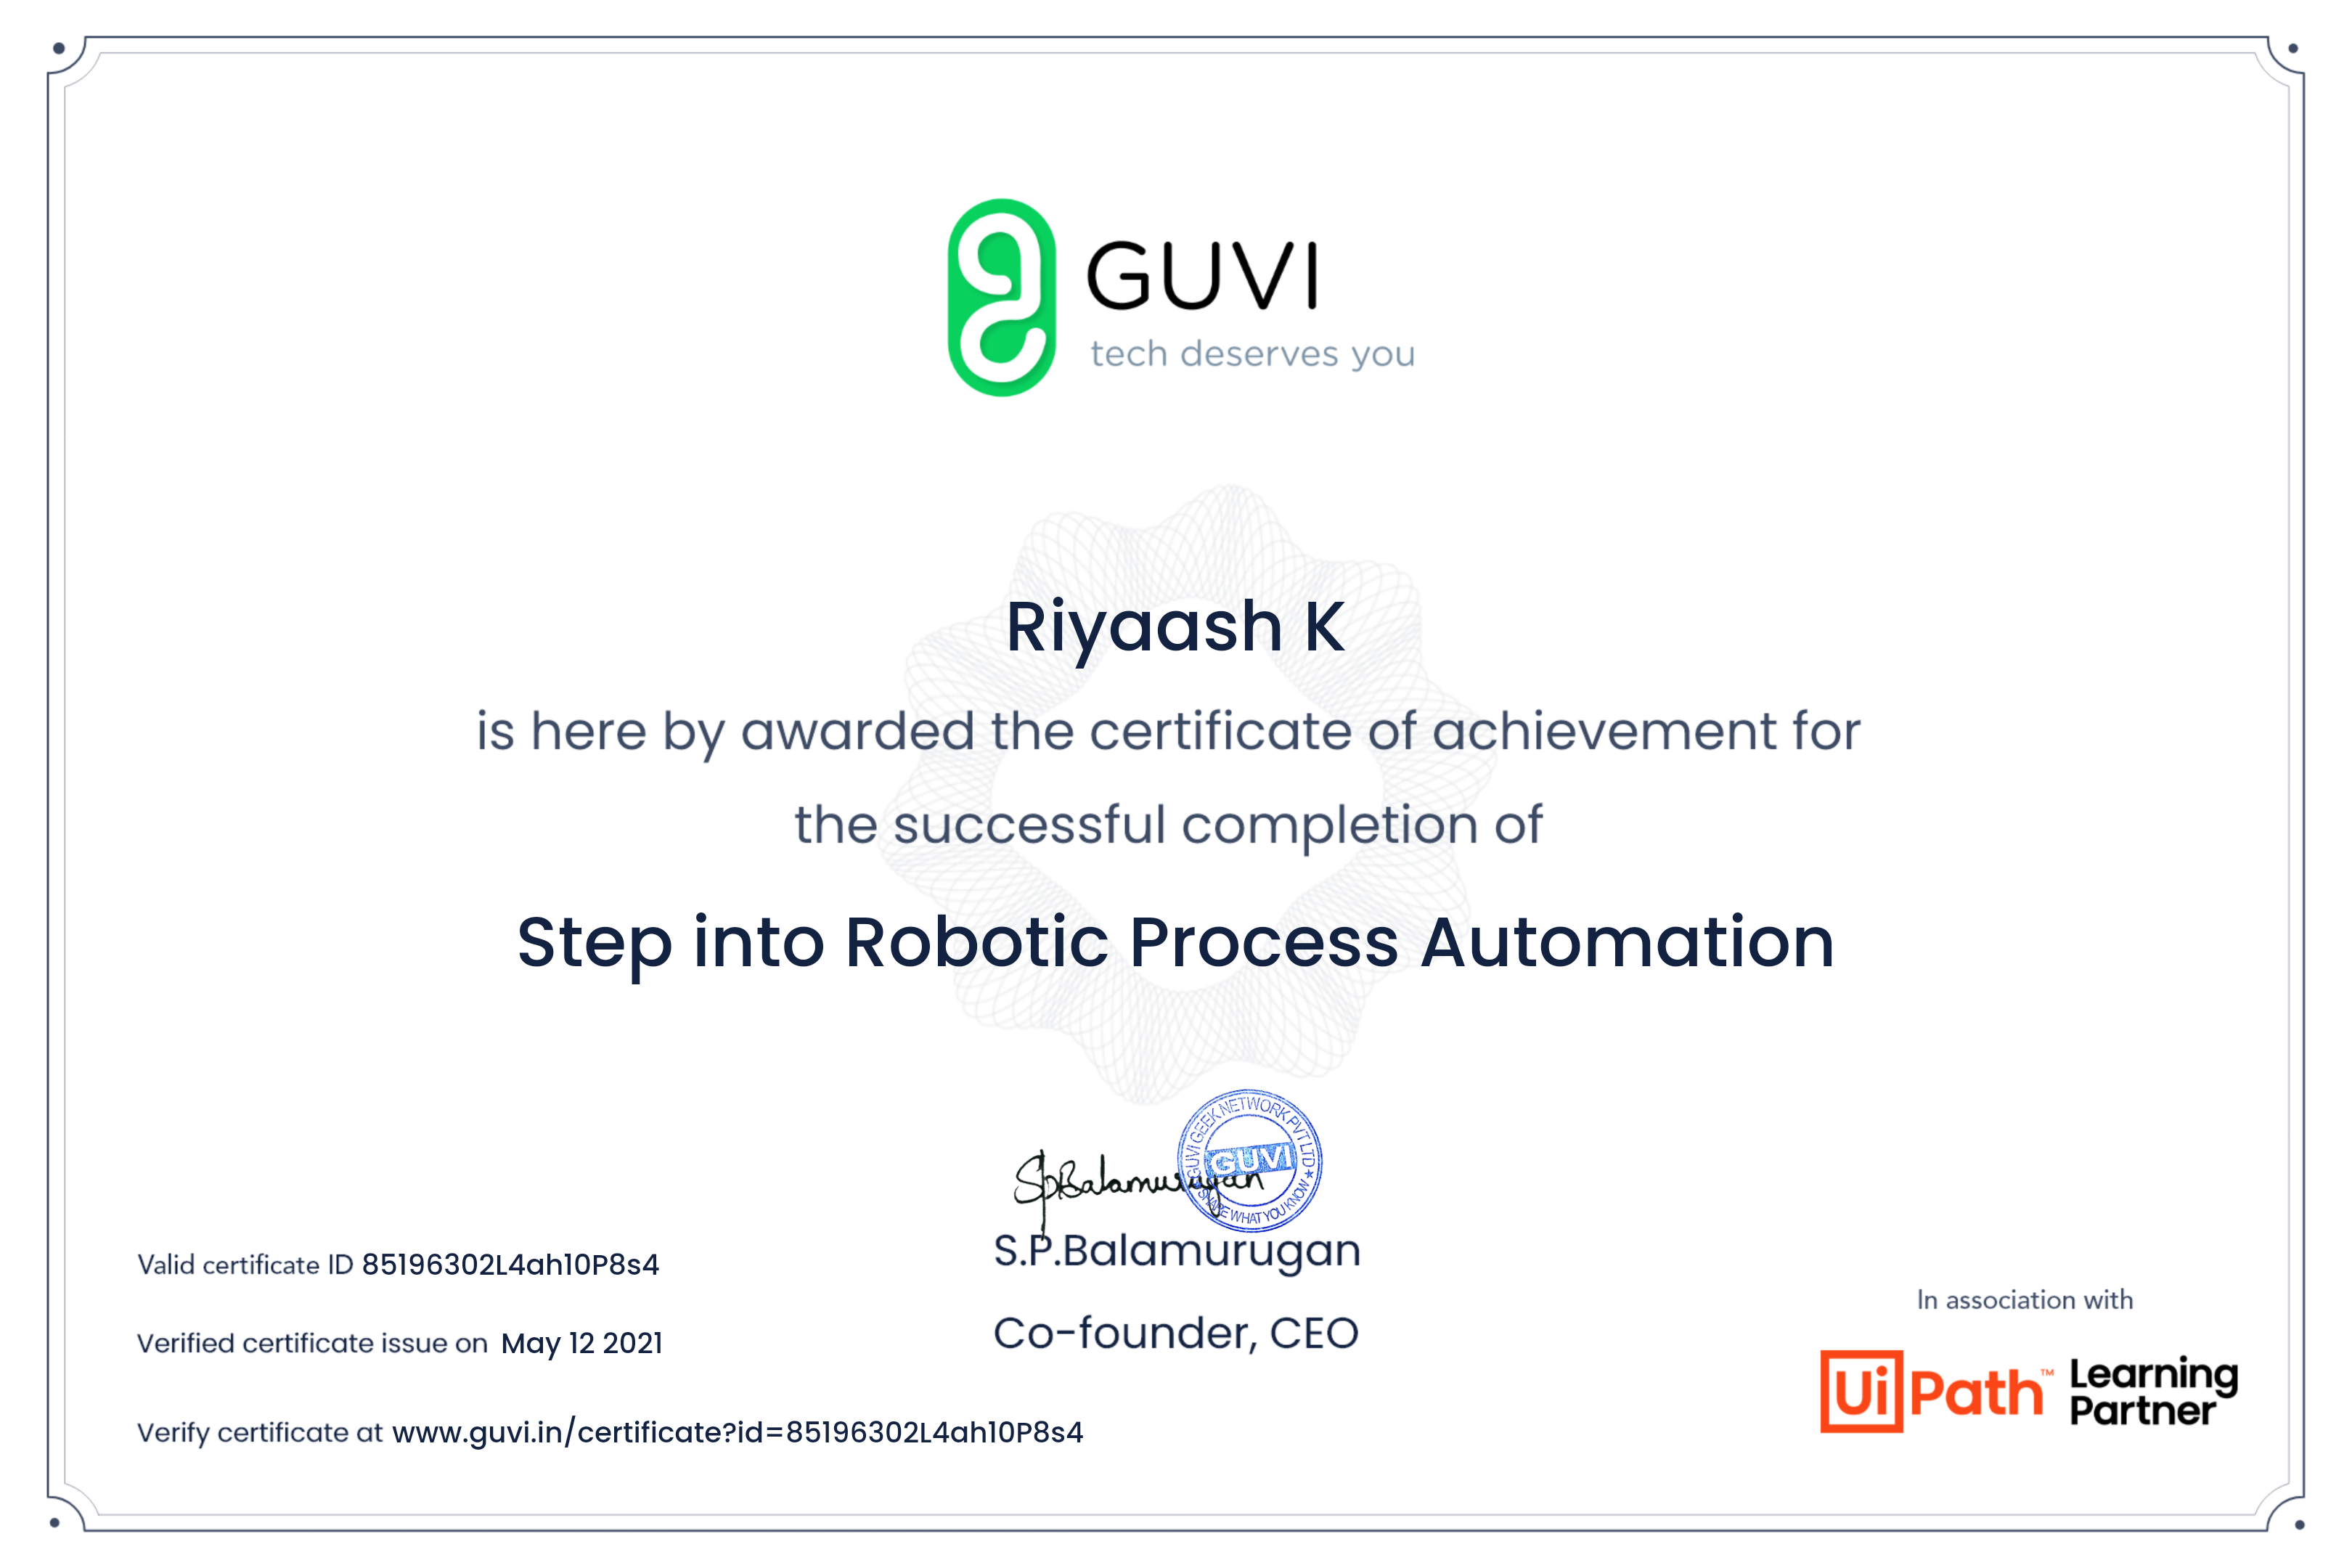 GUVI
tech deserves you
Riyaash K
is here by awarded the certificate of achievement for
the successful completion of
Step into Robotic Process Automation
SpBalamurugan
GUVI GEEK NETWORK PVT LTD
GUVI
SHARE WHAT YOU KNOW
S.P.Balamurugan
Co-founder, CEO
Valid certificate ID 85196302L4ah10P8s4
Verified certificate issue on May 12 2021
Verify certificate at www.guvi.in/certificate?id=85196302L4ah10P8s4
In association with
UiPath™ Learning
Partner